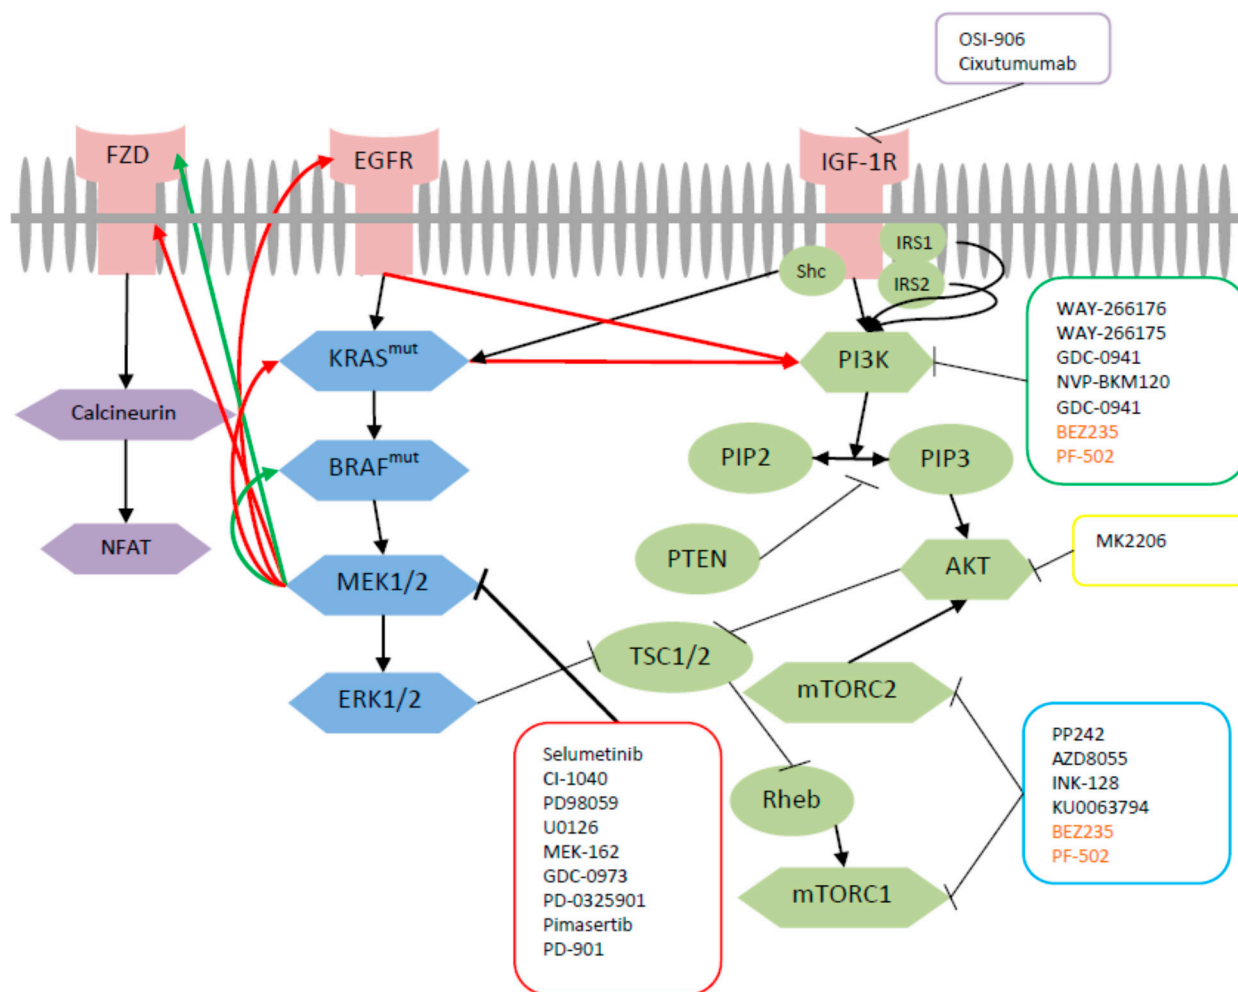 OSI-906
Cixutumumab
FZD
EGFR
IGF-1R
IRS1
Shc
IRS2
WAY-266176
WAY-266175
GDC-0941
NVP-BKM120
GDC-0941
BEZ235
PF-502
KRASmut
PI3K
Calcineurin
BRAFmut
PIP2
PIP3
NFAT
MEK1/2
PTEN
AKT
MK2206
TSC1/2
ERK1/2
mTORC2
Selumetinib
CI-1040
PD98059
U0126
MEK-162
GDC-0973
PD-0325901
Pimasertib
PD-901
Rheb
mTORC1
PP242
AZD8055
INK-128
KU0063794
BEZ235
PF-502